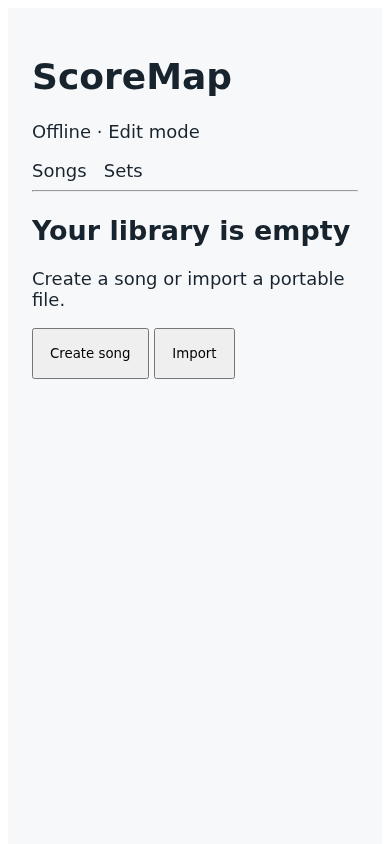 ScoreMap
Offline · Edit mode
Songs Sets
Your library is empty
Create a song or import a portable
file.
Create song Import